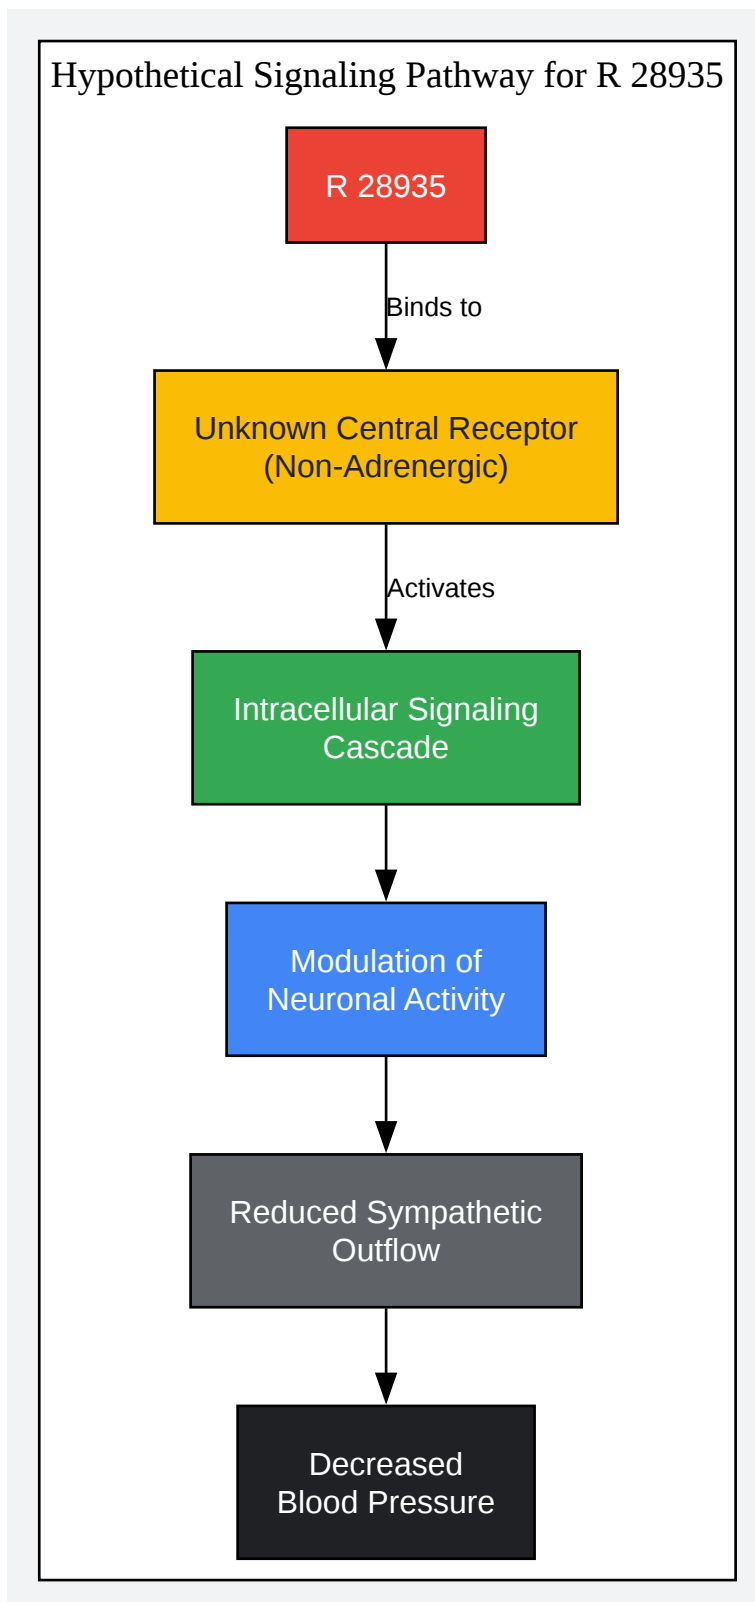 Hypothetical Signaling Pathway for R 28935
R 28935
Binds to
Unknown Central Receptor
(Non-Adrenergic)
Activates
Intracellular Signaling
Cascade
Modulation of
Neuronal Activity
Reduced Sympathetic
Outflow
Decreased
Blood Pressure